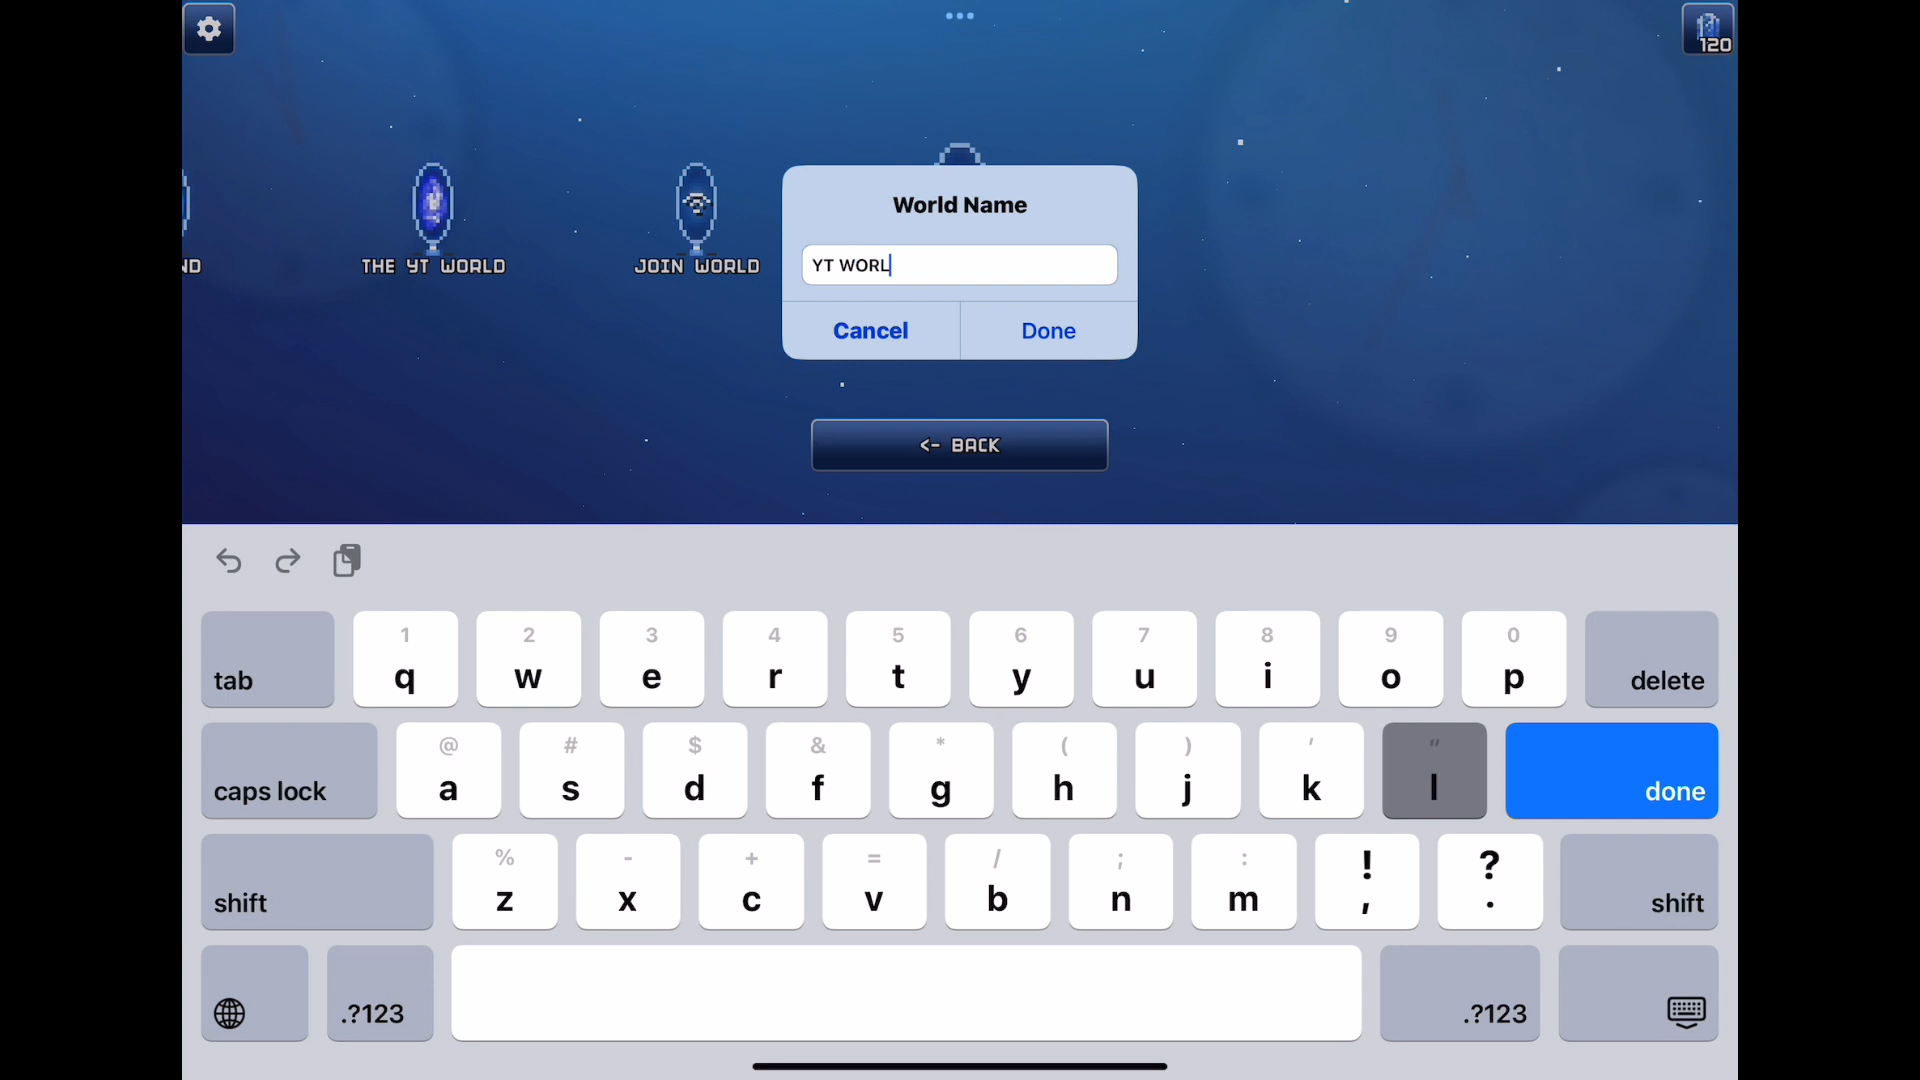 120
World Name
YT WORL
ND
THE YT WORLD
JOIN WORLD
Cancel
Done
<- BACK
tab
1 q
2 w
3 e
4 r
5 t
6 y
7 u
8 i
9 o
0 p
delete
caps lock
@ a
# s
$ d
& f
* g
( h
) j
' k
" l
done
shift
% z
- x
+ c
= v
/ b
; n
: m
! ,
? .
shift
.?123
.?123